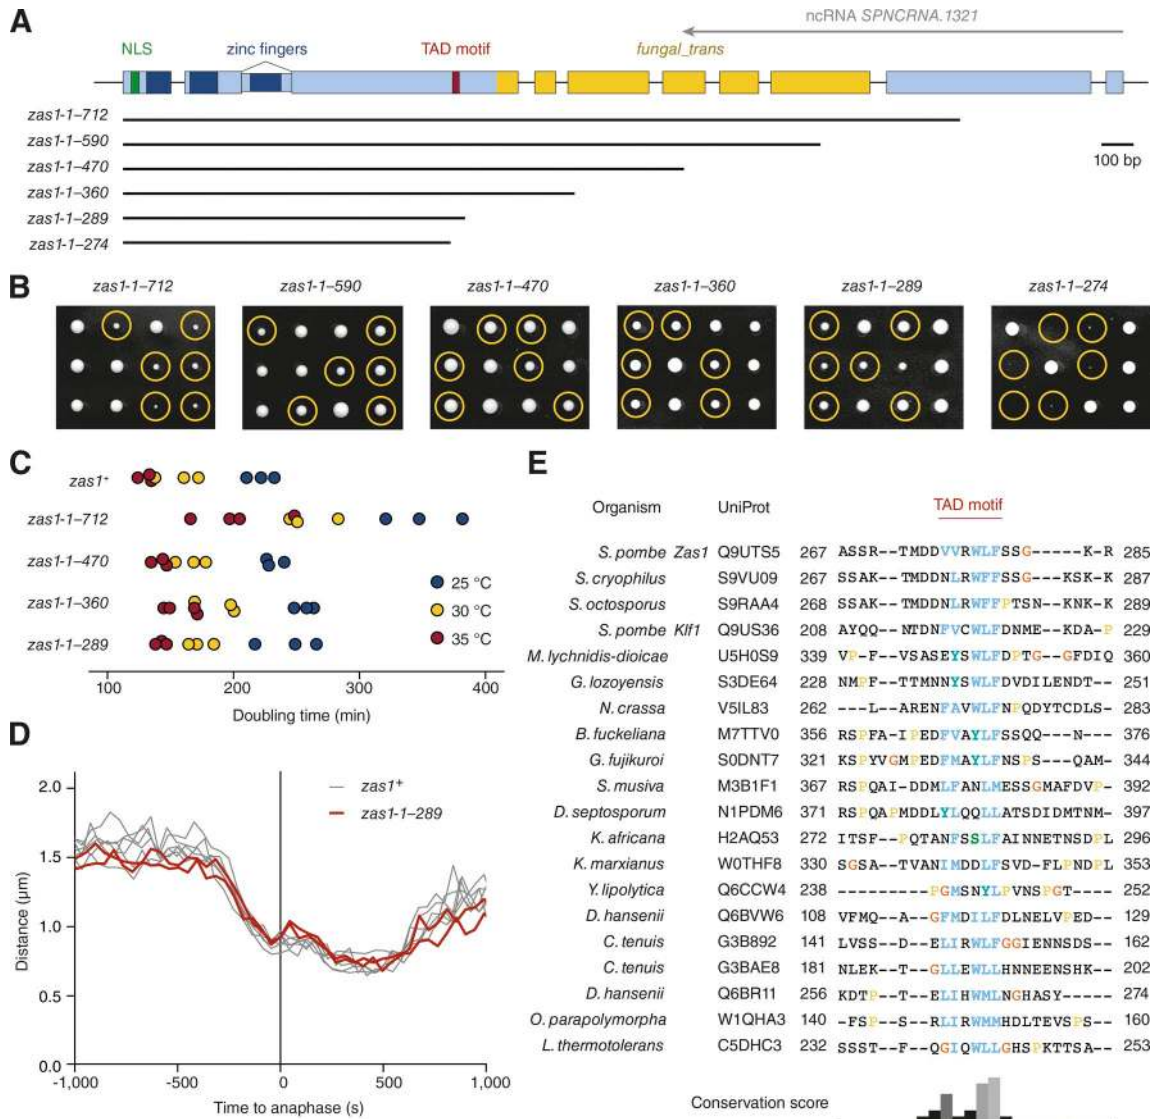 A
ncRNA SPNCRNA.1321
NLS zinc fingers TAD motif fungal_trans
zas1-1–712
zas1-1–590
100 bp
zas1-1–470
zas1-1–360
zas1-1–289
zas1-1–274
B
zas1-1–712 zas1-1–590 zas1-1–470 zas1-1–360 zas1-1–289 zas1-1–274
C
zas1+
zas1-1–712
zas1-1–470
zas1-1–360
zas1-1–289
25 °C
30 °C
35 °C
100 200 300 400
Doubling time (min)
D
zas1+
zas1-1–289
2.0
1.5
1.0
0.5
0.0
Distance (µm)
-1,000 -500 0 500 1,000
Time to anaphase (s)
E
Organism UniProt TAD motif
S. pombe Zas1 Q9UTS5 267 ASSR--TMDDVVRWLFSSG-----K-R 285
S. cryophilus S9VU09 267 SSAK--TMDDNLRWFFSSG---KSK-K 287
S. octosporus S9RAA4 268 SSAK--TMDDNLRWFFPTSN--KNK-K 289
S. pombe Klf1 Q9US36 208 AYQQ--NTDNFVCWLFDNME--KDA-P 229
M. lychnidis-dioicae U5H0S9 339 VP-F--VSASEYSWLFDPTG--GFDIQ 360
G. lozoyensis S3DE64 228 NMPF--TTMNNYSWLFDVDILENDT-- 251
N. crassa V5IL83 262 ---L--ARENFAVWLFNPQDYTCDLS- 283
B. fuckeliana M7TTV0 356 RSPFA-IPEDFVAYLFSSQQ---N--- 376
G. fujikuroi S0DNT7 321 KSPYVGMPEDFMAYLFNSPS---QAM- 344
S. musiva M3B1F1 367 RSPQAI-DDMLFANLMESSGMAFDVP- 392
D. septosporum N1PDM6 371 RSPQAPMDDLYLQQLLATSDIDMTNM- 397
K. africana H2AQ53 272 ITSF---PQTANFSSLFAINNETNSDPL 296
K. marxianus W0THF8 330 SGSA--TVANIMDDLFSVD-FLPNDPL 353
Y. lipolytica Q6CCW4 238 ----------PGMSNYLPVNSPGT---- 252
D. hansenii Q6BVW6 108 VFMQ--A--GFMDILFDLNELVPED-- 129
C. tenuis G3B892 141 LVSS--D--ELIRWLFGGIENNSDS-- 162
C. tenuis G3BAE8 181 NLEK--T--GLLEWLLHNNEENSHK-- 202
D. hansenii Q6BR11 256 KDTP--T--ELIHWMLNGHASY----- 274
O. parapolymorpha W1QHA3 140 -FSP--S--RLIRWMMHDLTEVSPS-- 160
L. thermotolerans C5DHC3 232 SSST--F--QGIQWLLGHSPKTTSA-- 253
Conservation score